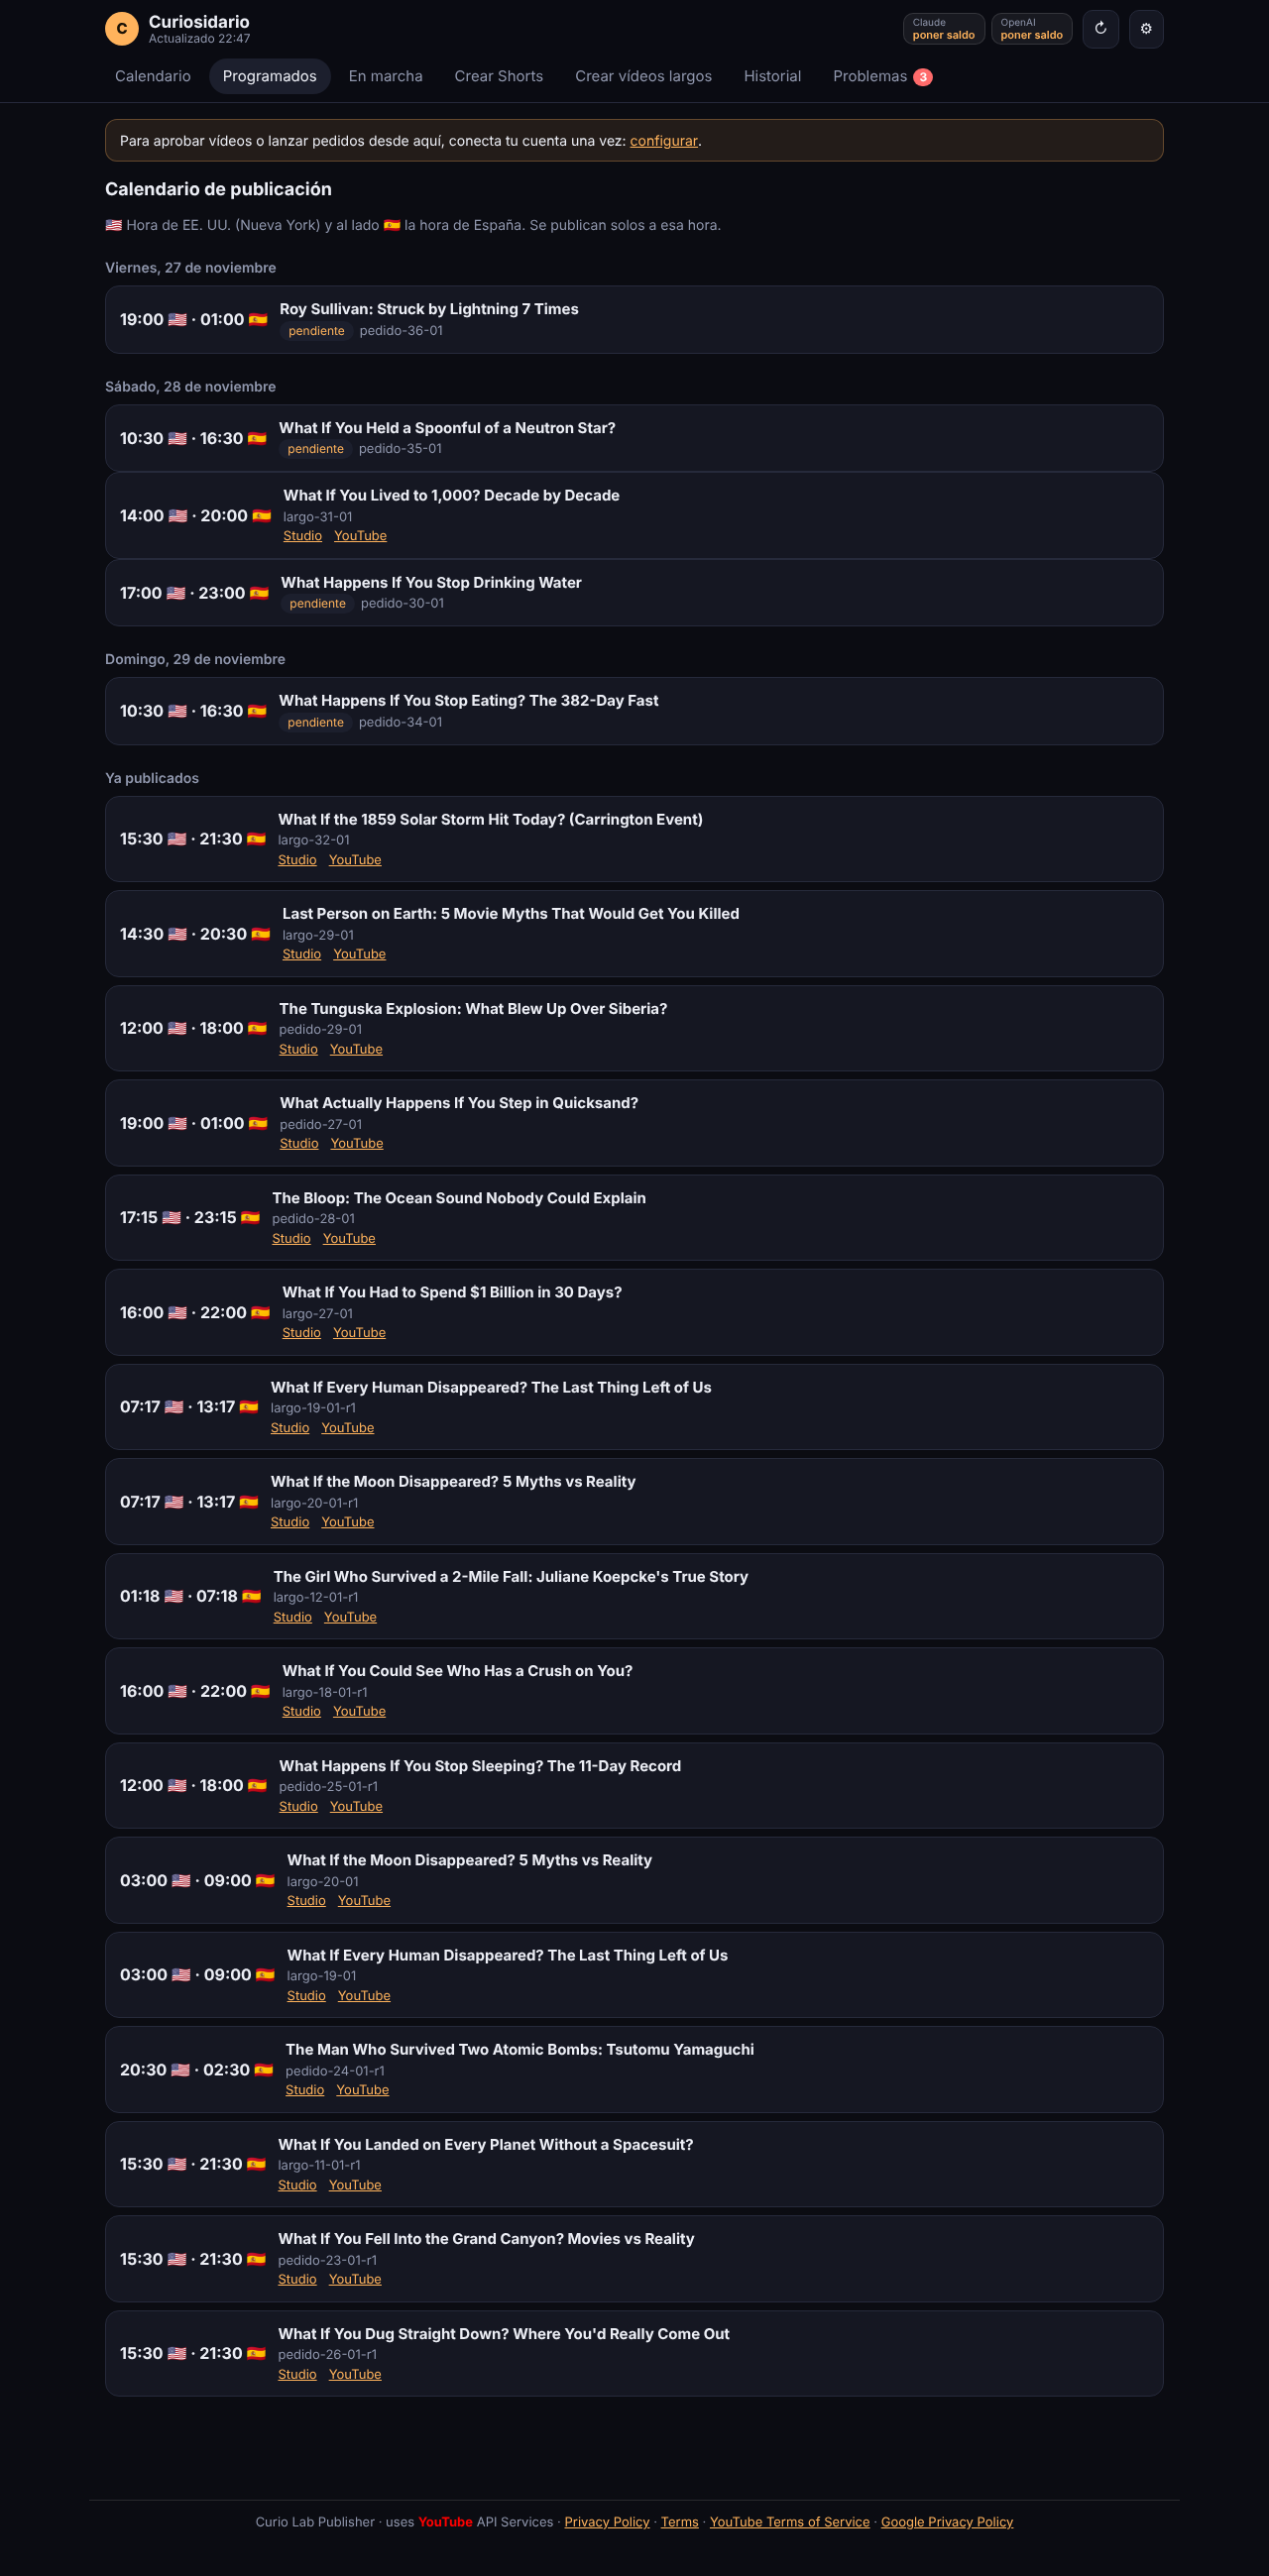 C
Curiosidario
Actualizado 22:47
Claude
poner saldo
OpenAI
poner saldo
↻
⚙
Calendario
Programados
En marcha
Crear Shorts
Crear vídeos largos
Historial
Problemas 3
Para aprobar vídeos o lanzar pedidos desde aquí, conecta tu cuenta una vez: configurar.
Calendario de publicación
🇺🇸 Hora de EE. UU. (Nueva York) y al lado 🇪🇸 la hora de España. Se publican solos a esa hora.
Viernes, 27 de noviembre
19:00 🇺🇸 · 01:00 🇪🇸
Roy Sullivan: Struck by Lightning 7 Times
pendiente pedido-36-01
Sábado, 28 de noviembre
10:30 🇺🇸 · 16:30 🇪🇸
What If You Held a Spoonful of a Neutron Star?
pendiente pedido-35-01
14:00 🇺🇸 · 20:00 🇪🇸
What If You Lived to 1,000? Decade by Decade
largo-31-01
Studio YouTube
17:00 🇺🇸 · 23:00 🇪🇸
What Happens If You Stop Drinking Water
pendiente pedido-30-01
Domingo, 29 de noviembre
10:30 🇺🇸 · 16:30 🇪🇸
What Happens If You Stop Eating? The 382-Day Fast
pendiente pedido-34-01
Ya publicados
15:30 🇺🇸 · 21:30 🇪🇸
What If the 1859 Solar Storm Hit Today? (Carrington Event)
largo-32-01
Studio YouTube
14:30 🇺🇸 · 20:30 🇪🇸
Last Person on Earth: 5 Movie Myths That Would Get You Killed
largo-29-01
Studio YouTube
12:00 🇺🇸 · 18:00 🇪🇸
The Tunguska Explosion: What Blew Up Over Siberia?
pedido-29-01
Studio YouTube
19:00 🇺🇸 · 01:00 🇪🇸
What Actually Happens If You Step in Quicksand?
pedido-27-01
Studio YouTube
17:15 🇺🇸 · 23:15 🇪🇸
The Bloop: The Ocean Sound Nobody Could Explain
pedido-28-01
Studio YouTube
16:00 🇺🇸 · 22:00 🇪🇸
What If You Had to Spend $1 Billion in 30 Days?
largo-27-01
Studio YouTube
07:17 🇺🇸 · 13:17 🇪🇸
What If Every Human Disappeared? The Last Thing Left of Us
largo-19-01-r1
Studio YouTube
07:17 🇺🇸 · 13:17 🇪🇸
What If the Moon Disappeared? 5 Myths vs Reality
largo-20-01-r1
Studio YouTube
01:18 🇺🇸 · 07:18 🇪🇸
The Girl Who Survived a 2-Mile Fall: Juliane Koepcke's True Story
largo-12-01-r1
Studio YouTube
16:00 🇺🇸 · 22:00 🇪🇸
What If You Could See Who Has a Crush on You?
largo-18-01-r1
Studio YouTube
12:00 🇺🇸 · 18:00 🇪🇸
What Happens If You Stop Sleeping? The 11-Day Record
pedido-25-01-r1
Studio YouTube
03:00 🇺🇸 · 09:00 🇪🇸
What If the Moon Disappeared? 5 Myths vs Reality
largo-20-01
Studio YouTube
03:00 🇺🇸 · 09:00 🇪🇸
What If Every Human Disappeared? The Last Thing Left of Us
largo-19-01
Studio YouTube
20:30 🇺🇸 · 02:30 🇪🇸
The Man Who Survived Two Atomic Bombs: Tsutomu Yamaguchi
pedido-24-01-r1
Studio YouTube
15:30 🇺🇸 · 21:30 🇪🇸
What If You Landed on Every Planet Without a Spacesuit?
largo-11-01-r1
Studio YouTube
15:30 🇺🇸 · 21:30 🇪🇸
What If You Fell Into the Grand Canyon? Movies vs Reality
pedido-23-01-r1
Studio YouTube
15:30 🇺🇸 · 21:30 🇪🇸
What If You Dug Straight Down? Where You'd Really Come Out
pedido-26-01-r1
Studio YouTube
Curio Lab Publisher · uses YouTube API Services · Privacy Policy · Terms · YouTube Terms of Service · Google Privacy Policy